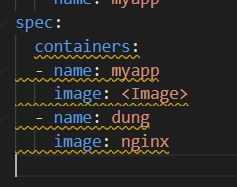 name: myapp
spec:
  containers:
  - name: myapp
    image: <Image>
  - name: dung
    image: nginx